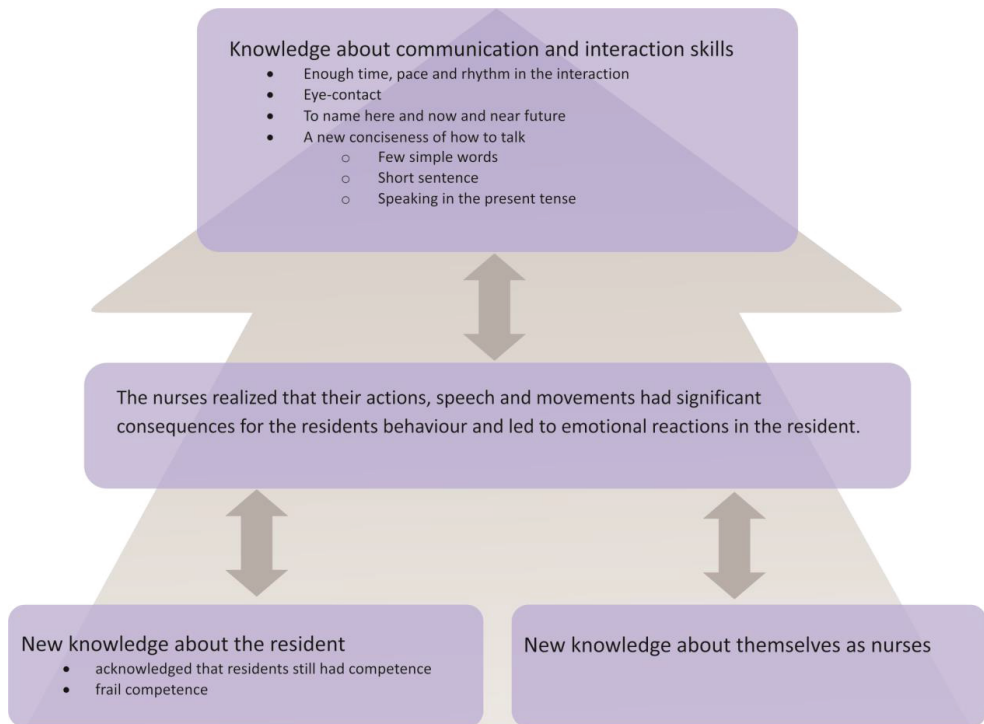 Knowledge about communication and interaction skills
• Enough time, pace and rhythm in the interaction
• Eye-contact
• To name here and now and near future
• A new conciseness of how to talk
o Few simple words
o Short sentence
o Speaking in the present tense
The nurses realized that their actions, speech and movements had significant
consequences for the residents behaviour and led to emotional reactions in the resident.
New knowledge about the resident
• acknowledged that residents still had competence
• frail competence
New knowledge about themselves as nurses